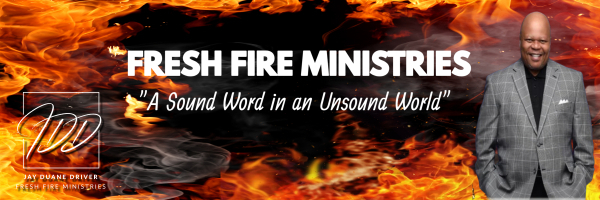 FRESH FIRE MINISTRIES
"A Sound Word in an Unsound World"
JDD
JAY DUANE DRIVER
FRESH FIRE MINISTRIES